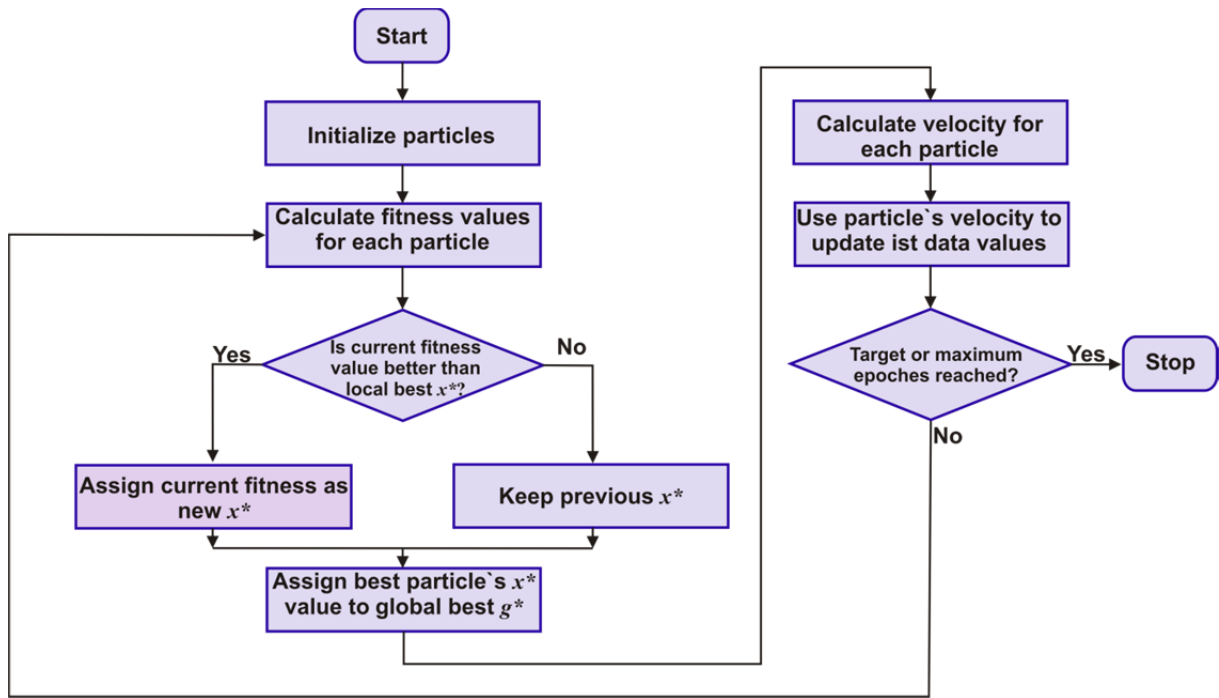 Start
Initialize particles
Calculate fitness values
for each particle
Is current fitness
value better than
local best x*?
Yes
No
Assign current fitness as
new x*
Keep previous x*
Assign best particle`s x*
value to global best g*
Calculate velocity for
each particle
Use particle`s velocity to
update ist data values
Target or maximum
epoches reached?
Yes
Stop
No